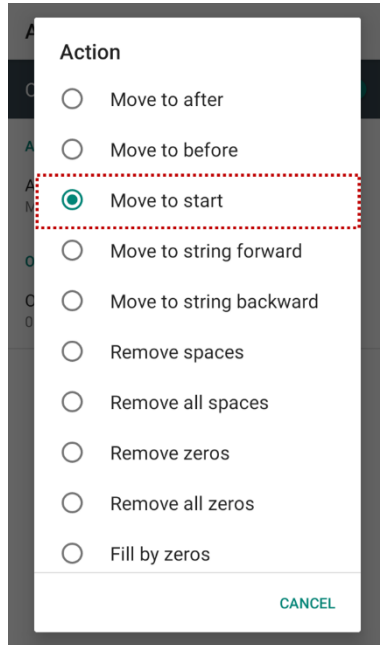 Action
Move to after
Move to before
Move to start
Move to string forward
Move to string backward
Remove spaces
Remove all spaces
Remove zeros
Remove all zeros
Fill by zeros
CANCEL